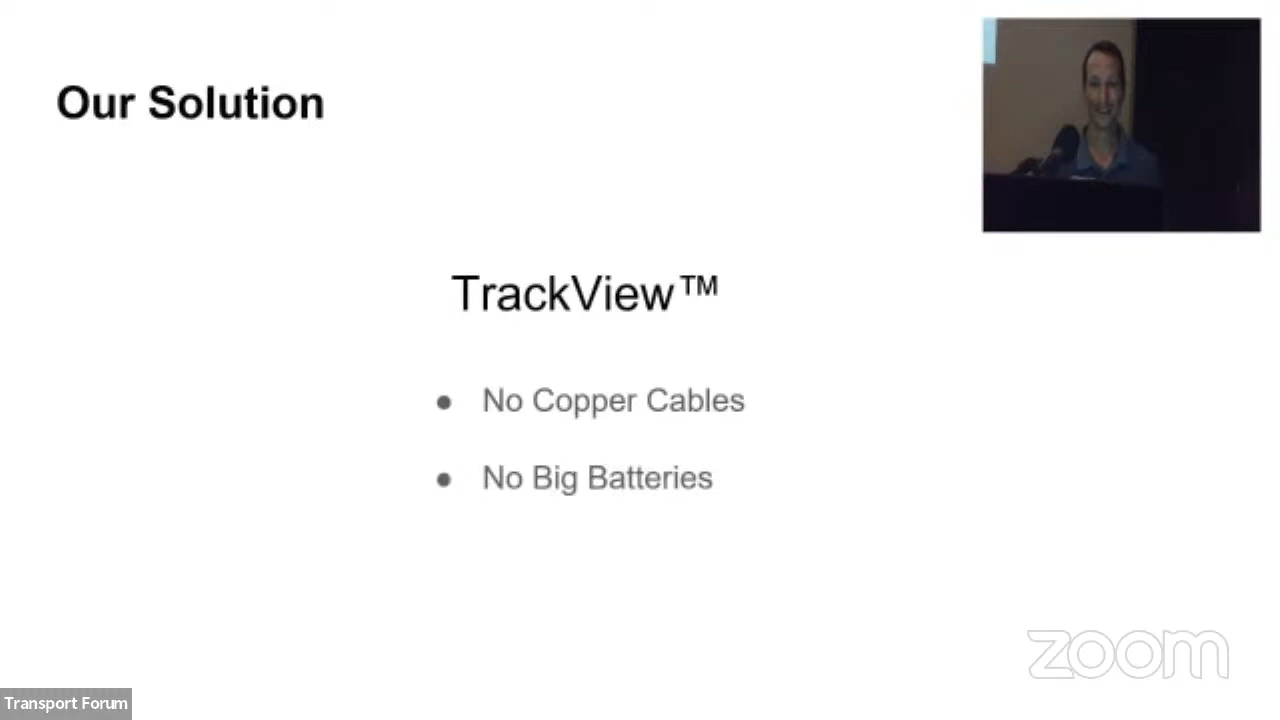 Our Solution
TrackView™
● No Copper Cables
● No Big Batteries
zoom
Transport Forum